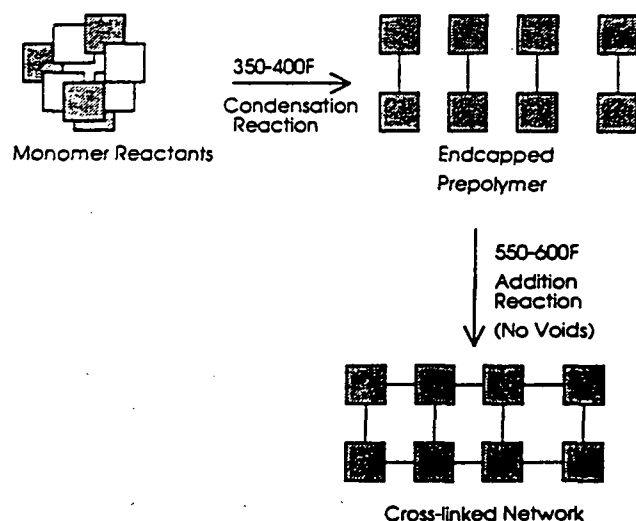 350-400F
Condensation
Reaction
Monomer Reactants
Endcapped
Prepolymer
550-600F
Addition
Reaction
(No Voids)
Cross-linked Network